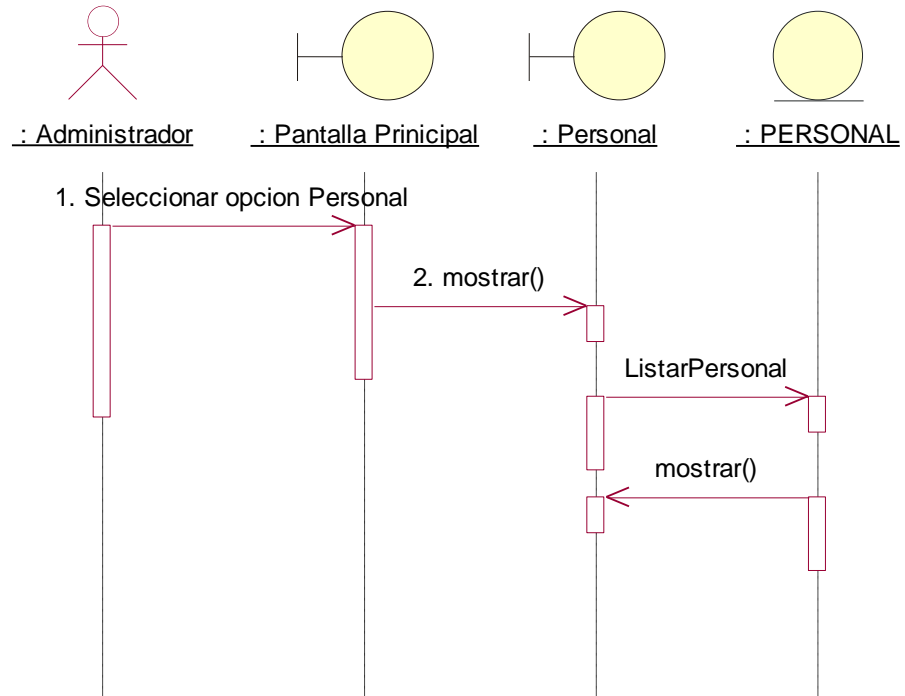 : Administrador
: Pantalla Prinicipal
: Personal
: PERSONAL
1. Seleccionar opcion Personal
2. mostrar()
ListarPersonal
mostrar()